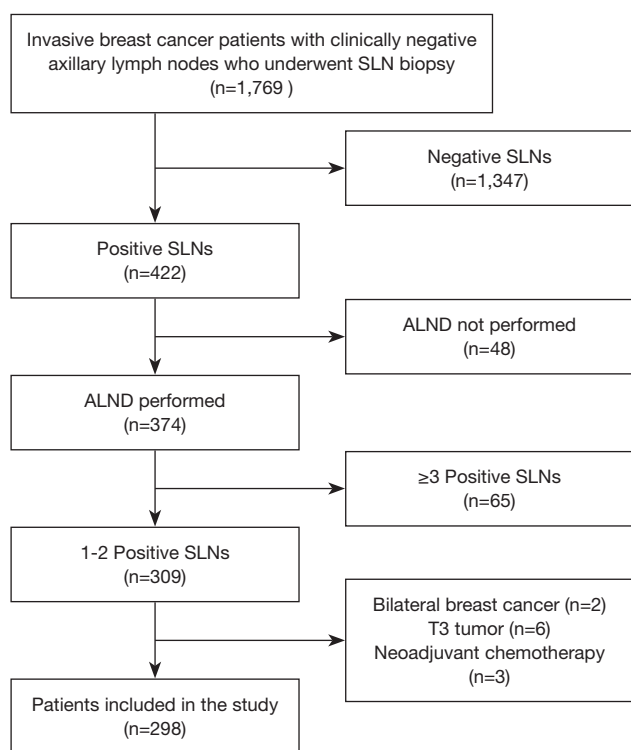 Invasive breast cancer patients with clinically negative
axillary lymph nodes who underwent SLN biopsy
(n=1,769 )
Negative SLNs
(n=1,347)
Positive SLNs
(n=422)
ALND not performed
(n=48)
ALND performed
(n=374)
≥3 Positive SLNs
(n=65)
1-2 Positive SLNs
(n=309)
Bilateral breast cancer (n=2)
T3 tumor (n=6)
Neoadjuvant chemotherapy
(n=3)
Patients included in the study
(n=298)